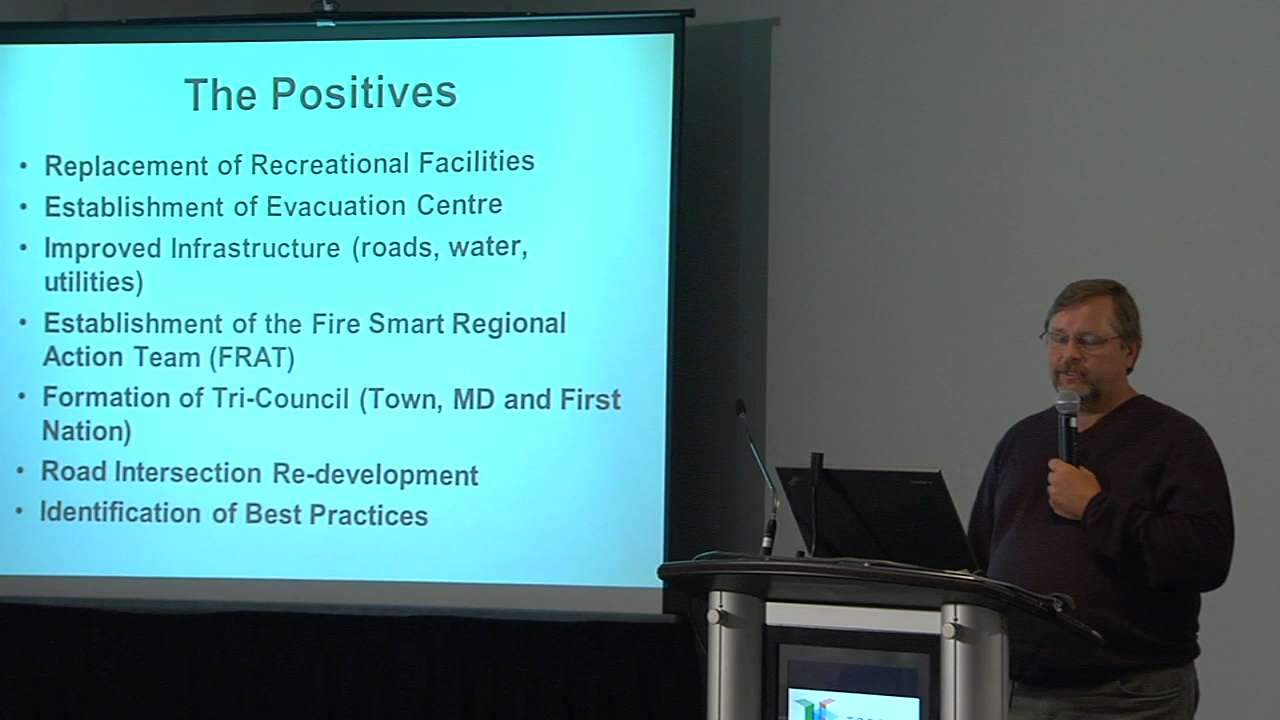 The Positives
• Replacement of Recreational Facilities
• Establishment of Evacuation Centre
• Improved Infrastructure (roads, water,
utilities)
• Establishment of the Fire Smart Regional
Action Team (FRAT)
• Formation of Tri-Council (Town, MD and First
Nation)
• Road Intersection Re-development
• Identification of Best Practices